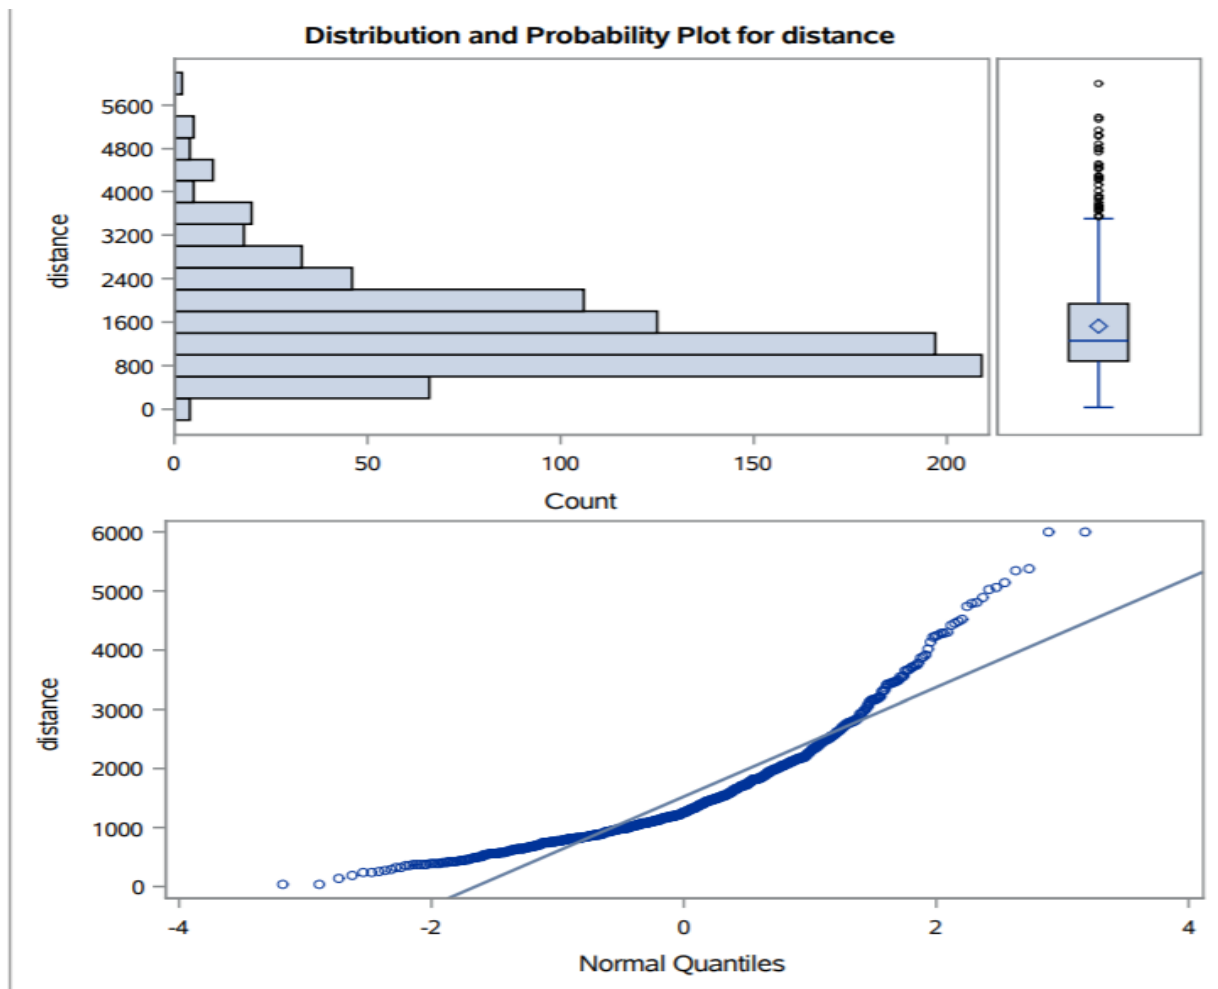 Distribution and Probability Plot for distance
distance
5600
4800
4000
3200
2400
1600
800
0
0 50 100 150 200
Count
distance
6000
5000
4000
3000
2000
1000
0
-4 -2 0 2 4
Normal Quantiles